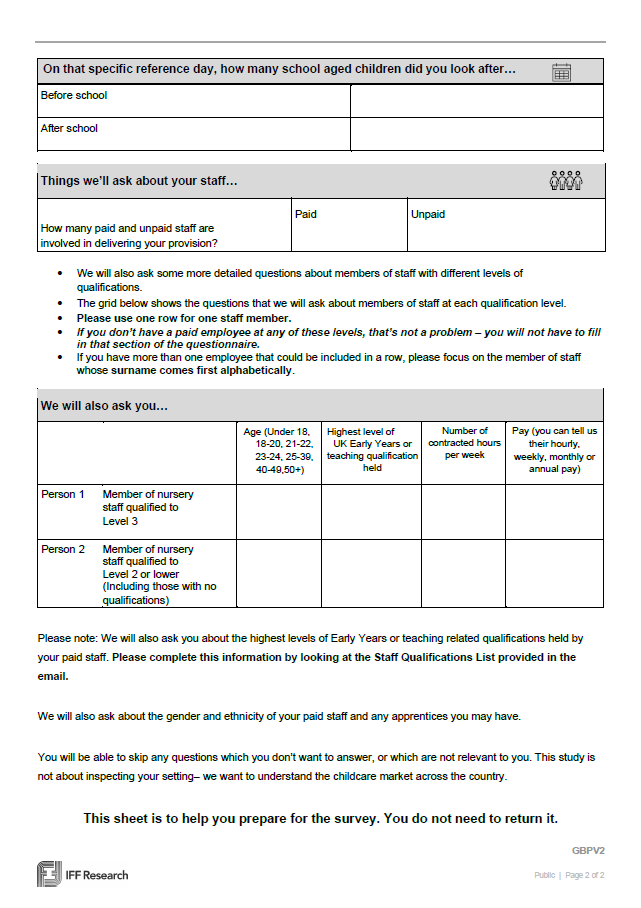 On that specific reference day, how many school aged children did you look after…
Before school
After school
Things we'll ask about your staff…
How many paid and unpaid staff are
involved in delivering your provision?
Paid
Unpaid
• We will also ask some more detailed questions about members of staff with different levels of
qualifications.
• The grid below shows the questions that we will ask about members of staff at each qualification level.
• Please use one row for one staff member.
• If you don't have a paid employee at any of these levels, that's not a problem – you will not have to fill
in that section of the questionnaire.
• If you have more than one employee that could be included in a row, please focus on the member of staff
whose surname comes first alphabetically.
We will also ask you…
Age (Under 18,
18-20, 21-22,
23-24, 25-39,
40-49,50+)
Highest level of
UK Early Years or
teaching qualification
held
Number of
contracted hours
per week
Pay (you can tell us
their hourly,
weekly, monthly or
annual pay)
Person 1
Member of nursery
staff qualified to
Level 3
Person 2
Member of nursery
staff qualified to
Level 2 or lower
(Including those with no
qualifications)
Please note: We will also ask you about the highest levels of Early Years or teaching related qualifications held by
your paid staff. Please complete this information by looking at the Staff Qualifications List provided in the
email.
We will also ask about the gender and ethnicity of your paid staff and any apprentices you may have.
You will be able to skip any questions which you don't want to answer, or which are not relevant to you. This study is
not about inspecting your setting– we want to understand the childcare market across the country.
This sheet is to help you prepare for the survey. You do not need to return it.
GBPV2
IFF Research
Public | Page 2 of 2